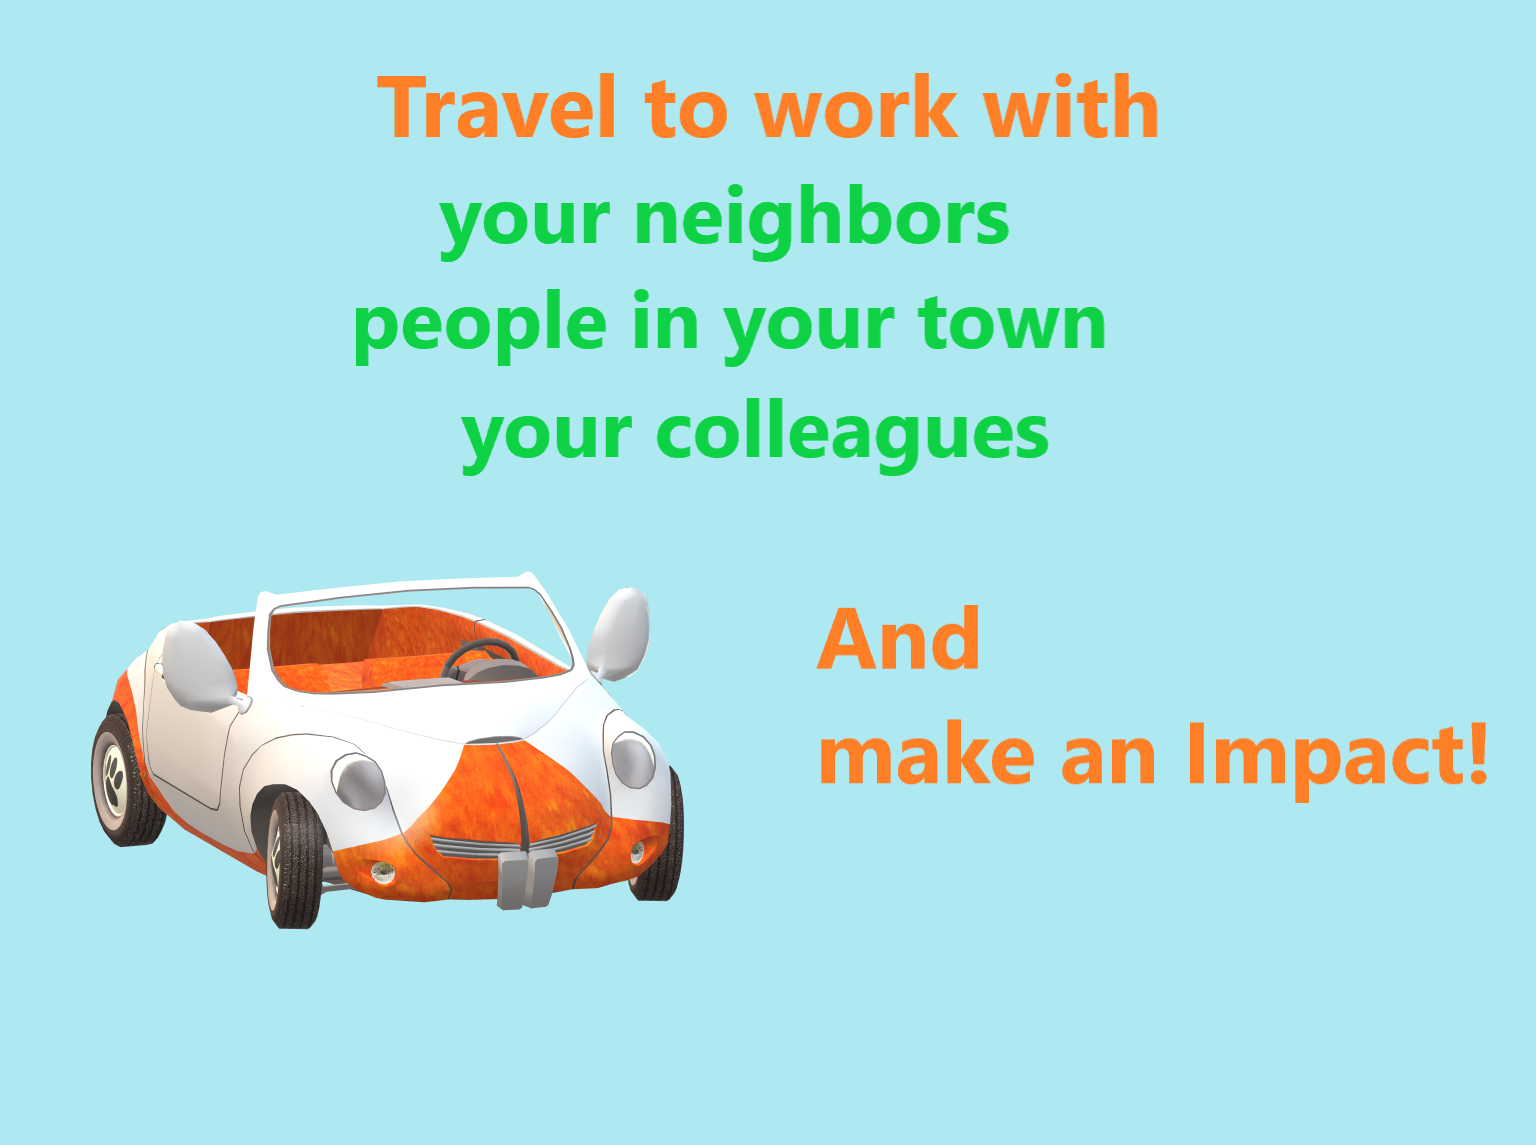 Travel to work with
your neighbors
people in your town
your colleagues
And
make an Impact!